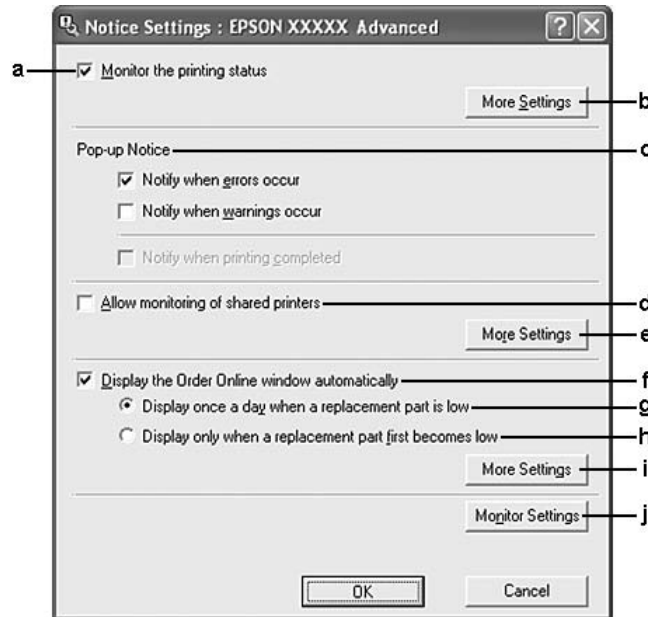 Notice Settings : EPSON XXXXX Advanced
a Monitor the printing status
More Settings b
Pop-up Notice c
Notify when errors occur
Notify when warnings occur
Notify when printing completed
Allow monitoring of shared printers d
More Settings e
Display the Order Online window automatically f
Display once a day when a replacement part is low g
Display only when a replacement part first becomes low h
More Settings i
Monitor Settings j
OK Cancel